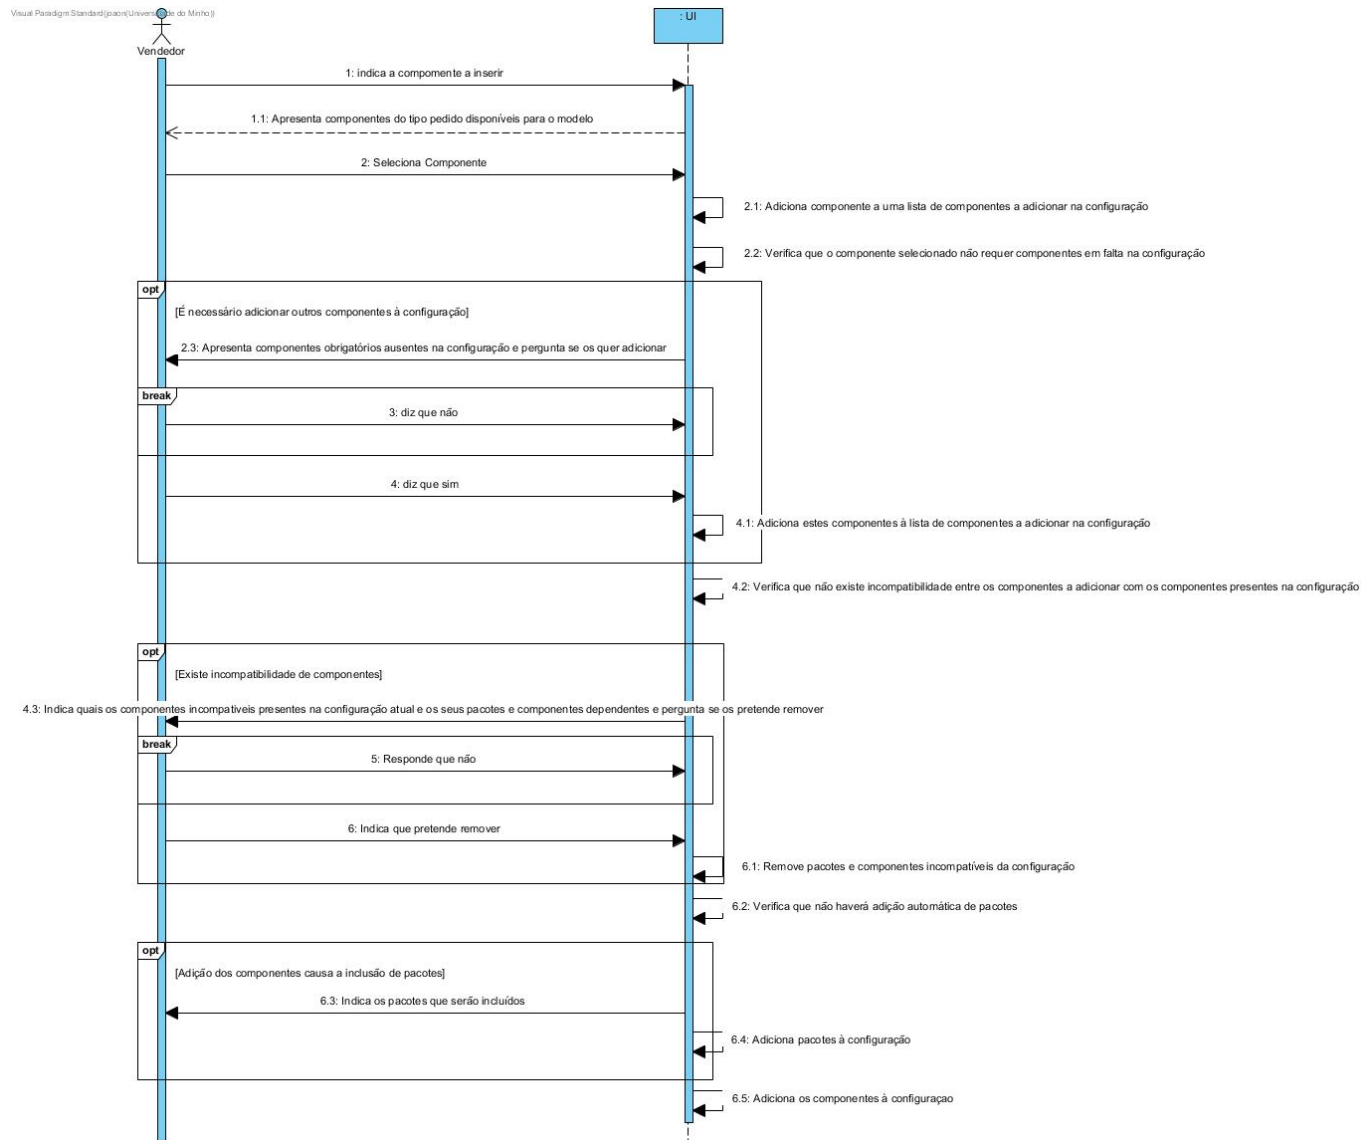 Visual Paradigm Standard(joaon(Universidade do Minho))
: UI
Vendedor
1: indica a compomente a inserir
1.1: Apresenta componentes do tipo pedido disponíveis para o modelo
2: Seleciona Componente
2.1: Adiciona componente a uma lista de componentes a adicionar na configuração
2.2: Verifica que o componente selecionado não requer componentes em falta na configuração
opt
[É necessário adicionar outros componentes à configuração]
2.3: Apresenta componentes obrigatórios ausentes na configuração e pergunta se os quer adicionar
break
3: diz que não
4: diz que sim
4.1: Adiciona estes componentes à lista de componentes a adicionar na configuração
4.2: Verifica que não existe incompatibilidade entre os componentes a adicionar com os componentes presentes na configuração
opt
[Existe incompatibilidade de componentes]
4.3: Indica quais os componentes incompativeis presentes na configuração atual e os seus pacotes e componentes dependentes e pergunta se os pretende remover
break
5: Responde que não
6: Indica que pretende remover
6.1: Remove pacotes e componentes incompatíveis da configuração
6.2: Verifica que não haverá adição automática de pacotes
opt
[Adição dos componentes causa a inclusão de pacotes]
6.3: Indica os pacotes que serão incluídos
6.4: Adiciona pacotes à configuração
6.5: Adiciona os componentes à configuraçao